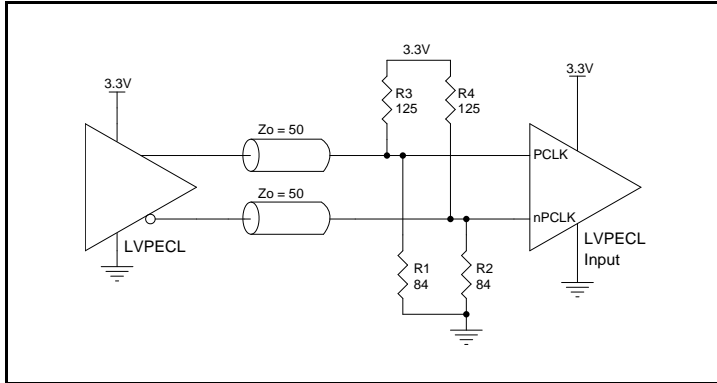 3.3V
3.3V
3.3V
R3
125
R4
125
Zo = 50
PCLK
Zo = 50
nPCLK
LVPECL
LVPECL
Input
R1
84
R2
84